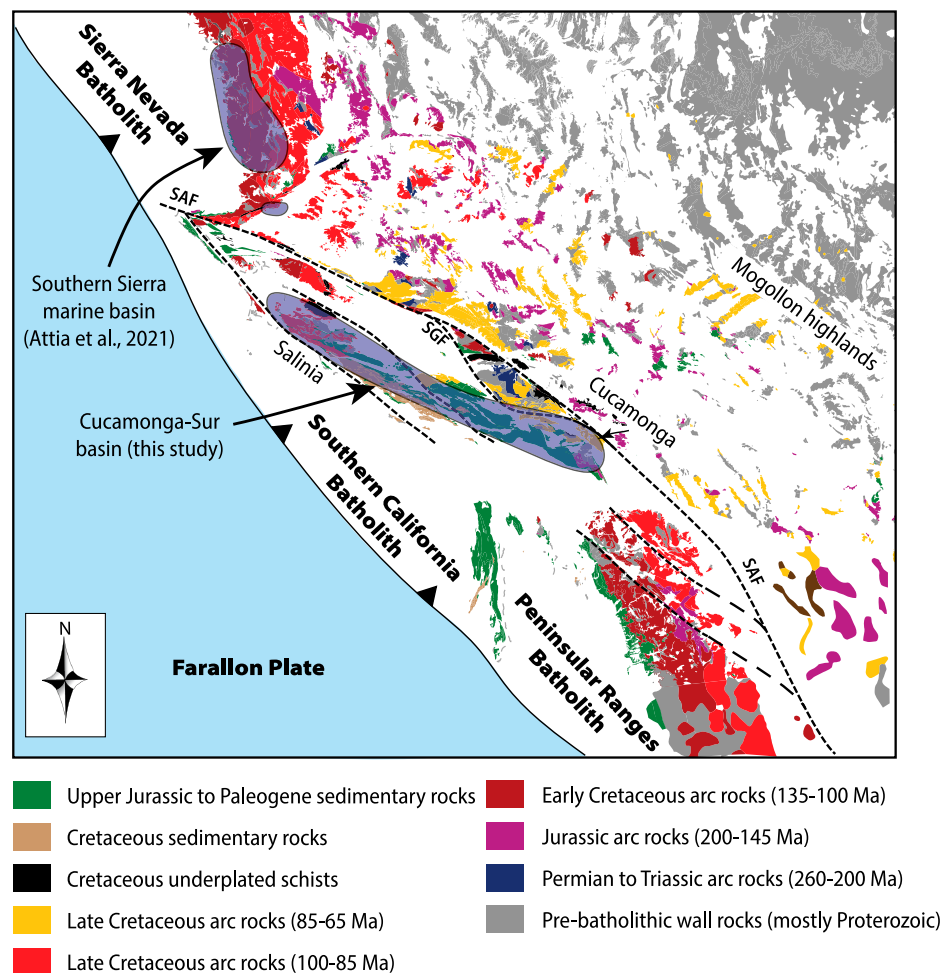 Sierra Nevada
Batholith
SAF
Southern Sierra
marine basin
(Attia et al., 2021)
Mogollon highlands
SGF
Salinia
Cucamonga
Cucamonga-Sur
basin (this study)
Southern California
Batholith
SAF
Peninsular Ranges
Batholith
N
Farallon Plate
Upper Jurassic to Paleogene sedimentary rocks
Cretaceous sedimentary rocks
Cretaceous underplated schists
Late Cretaceous arc rocks (85-65 Ma)
Late Cretaceous arc rocks (100-85 Ma)
Early Cretaceous arc rocks (135-100 Ma)
Jurassic arc rocks (200-145 Ma)
Permian to Triassic arc rocks (260-200 Ma)
Pre-batholithic wall rocks (mostly Proterozoic)